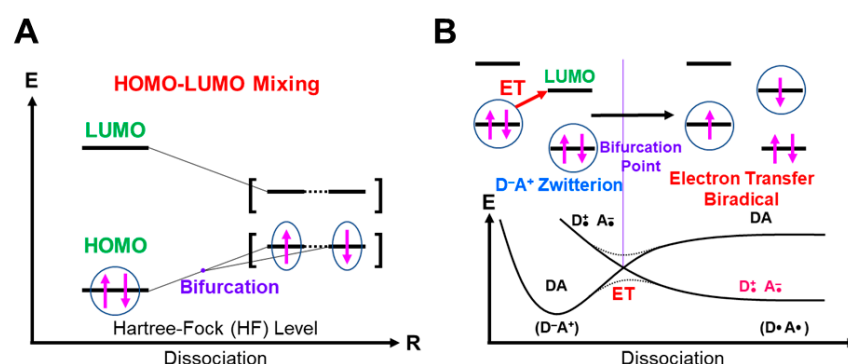 A
E
HOMO-LUMO Mixing
LUMO
HOMO
Bifurcation
Hartree-Fock (HF) Level
R
Dissociation
B
LUMO
ET
Bifurcation
Point
D⁻A⁺ Zwitterion
Electron Transfer
Biradical
E
D•⁺ A•⁻
DA
DA
ET
D•⁺ A•⁻
(D⁻A⁺)
(D• A•)
Dissociation